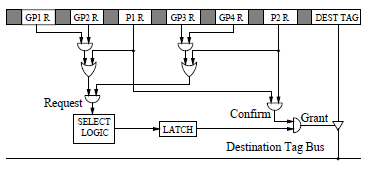 GP1 R GP2 R P1 R GP3 R GP4 R P2 R DEST TAG
Request
Confirm
Grant
SELECT
LOGIC
LATCH
Destination Tag Bus